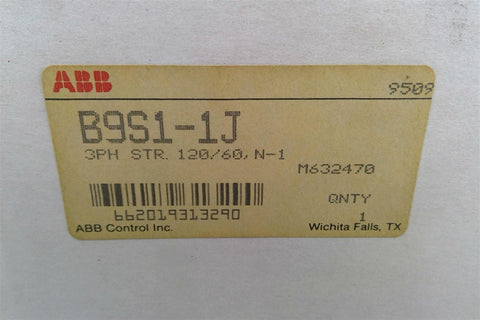 ABB 9509
B9S1-1J
3PH STR. 120/60, N-1
M632470
QNTY
1
662019313290
ABB Control Inc. Wichita Falls, TX